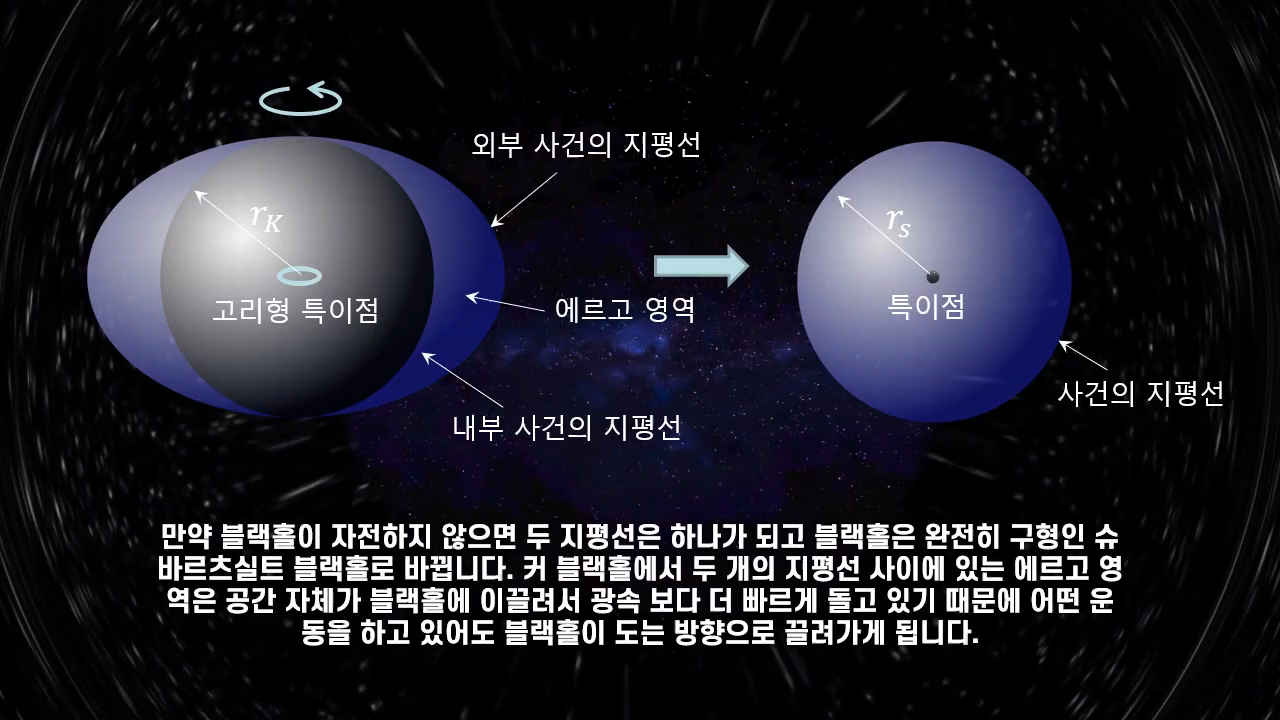 외부 사건의 지평선
r_K
r_s
고리형 특이점
에르고 영역
특이점
사건의 지평선
내부 사건의 지평선
만약 블랙홀이 자전하지 않으면 두 지평선은 하나가 되고 블랙홀은 완전히 구형인 슈
바르츠실트 블랙홀로 바뀝니다. 커 블랙홀에서 두 개의 지평선 사이에 있는 에르고 영
역은 공간 자체가 블랙홀에 이끌려서 광속 보다 더 빠르게 돌고 있기 때문에 어떤 운
동을 하고 있어도 블랙홀이 도는 방향으로 끌려가게 됩니다.